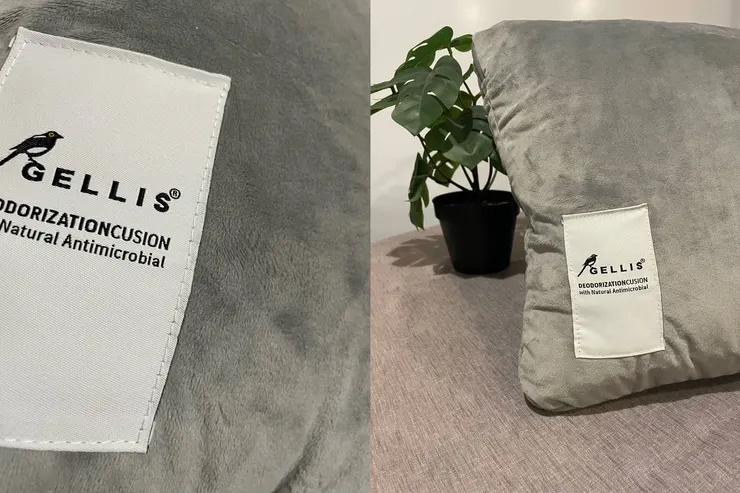 GELLIS®
DEODORIZATIONCUSION
with Natural Antimicrobial
GELLIS®
DEODORIZATIONCUSION
with Natural Antimicrobial